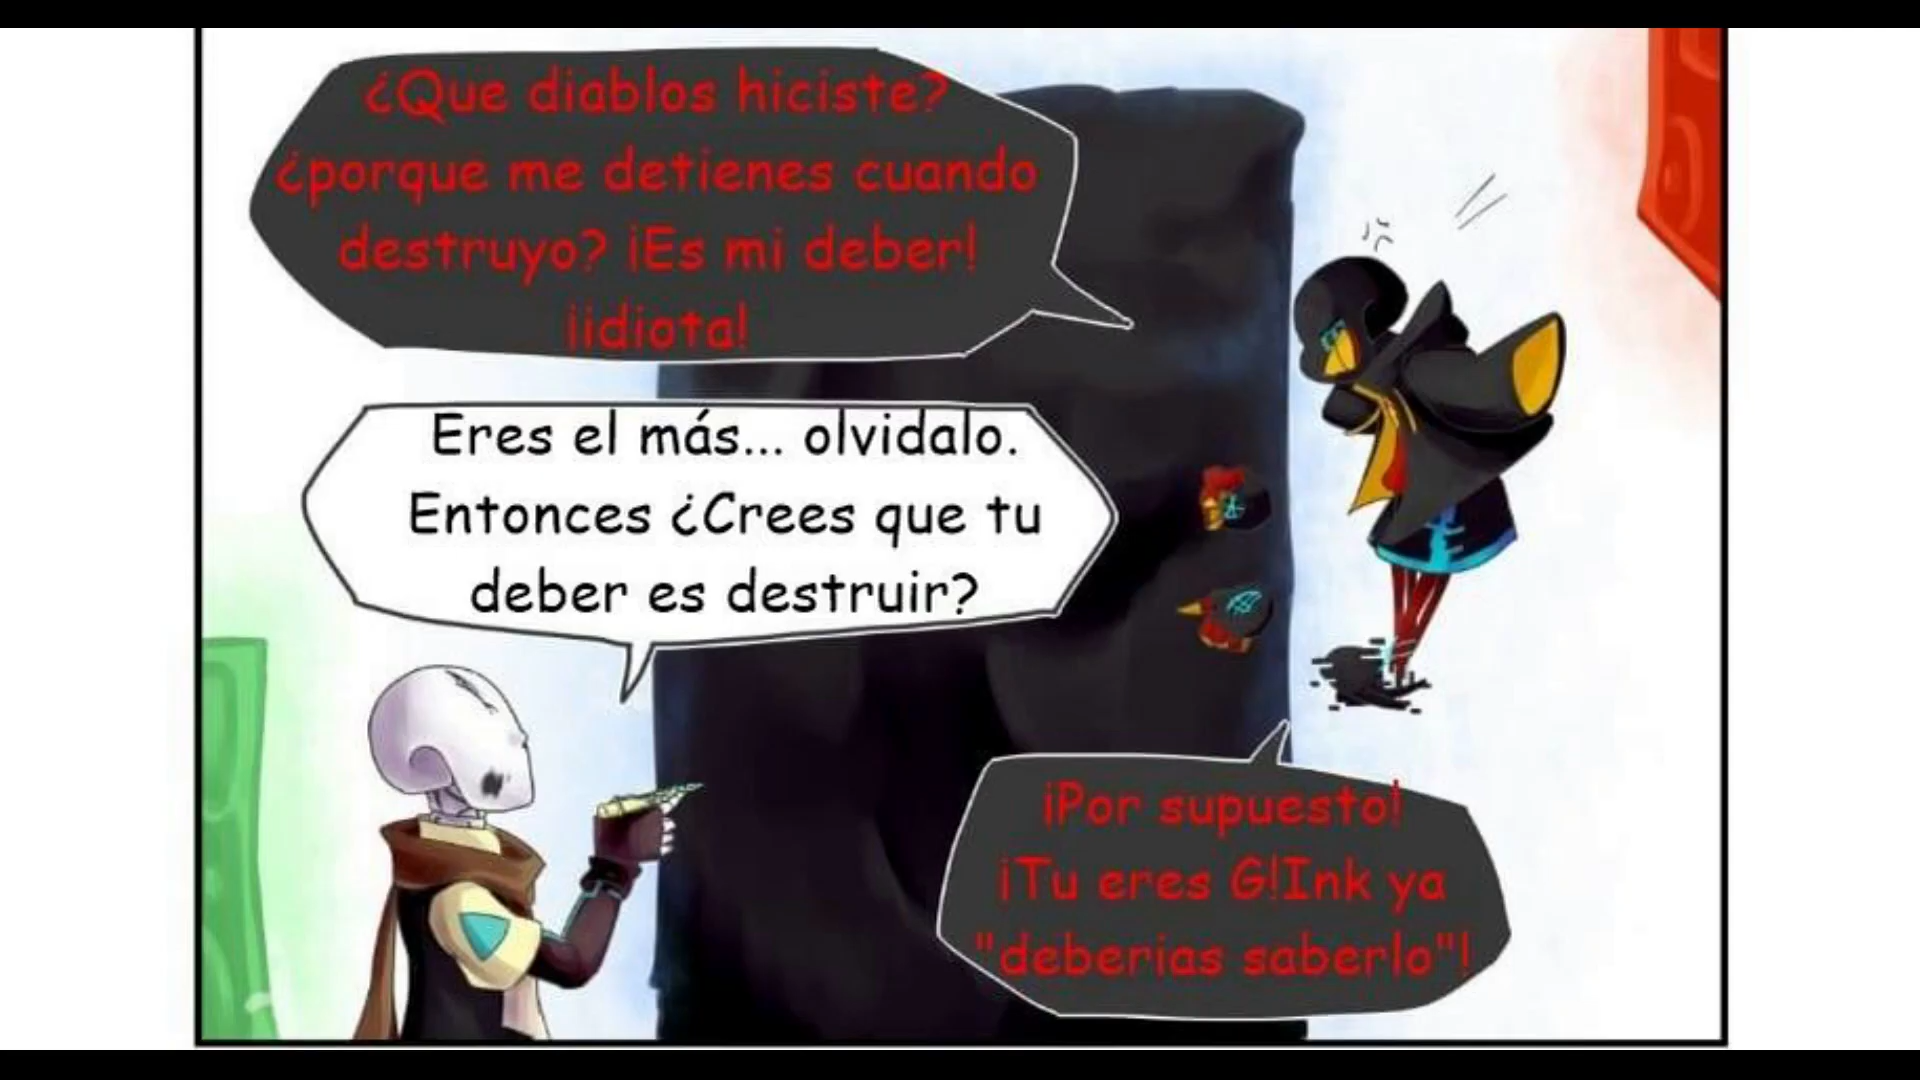 ¿Que diablos hiciste?
¿porque me detienes cuando
destruyo? ¡Es mi deber!
¡idiota!
Eres el más... olvidalo.
Entonces ¿Crees que tu
deber es destruir?
¡Por supuesto!
¡Tu eres G!Ink ya
"deberias saberlo"!